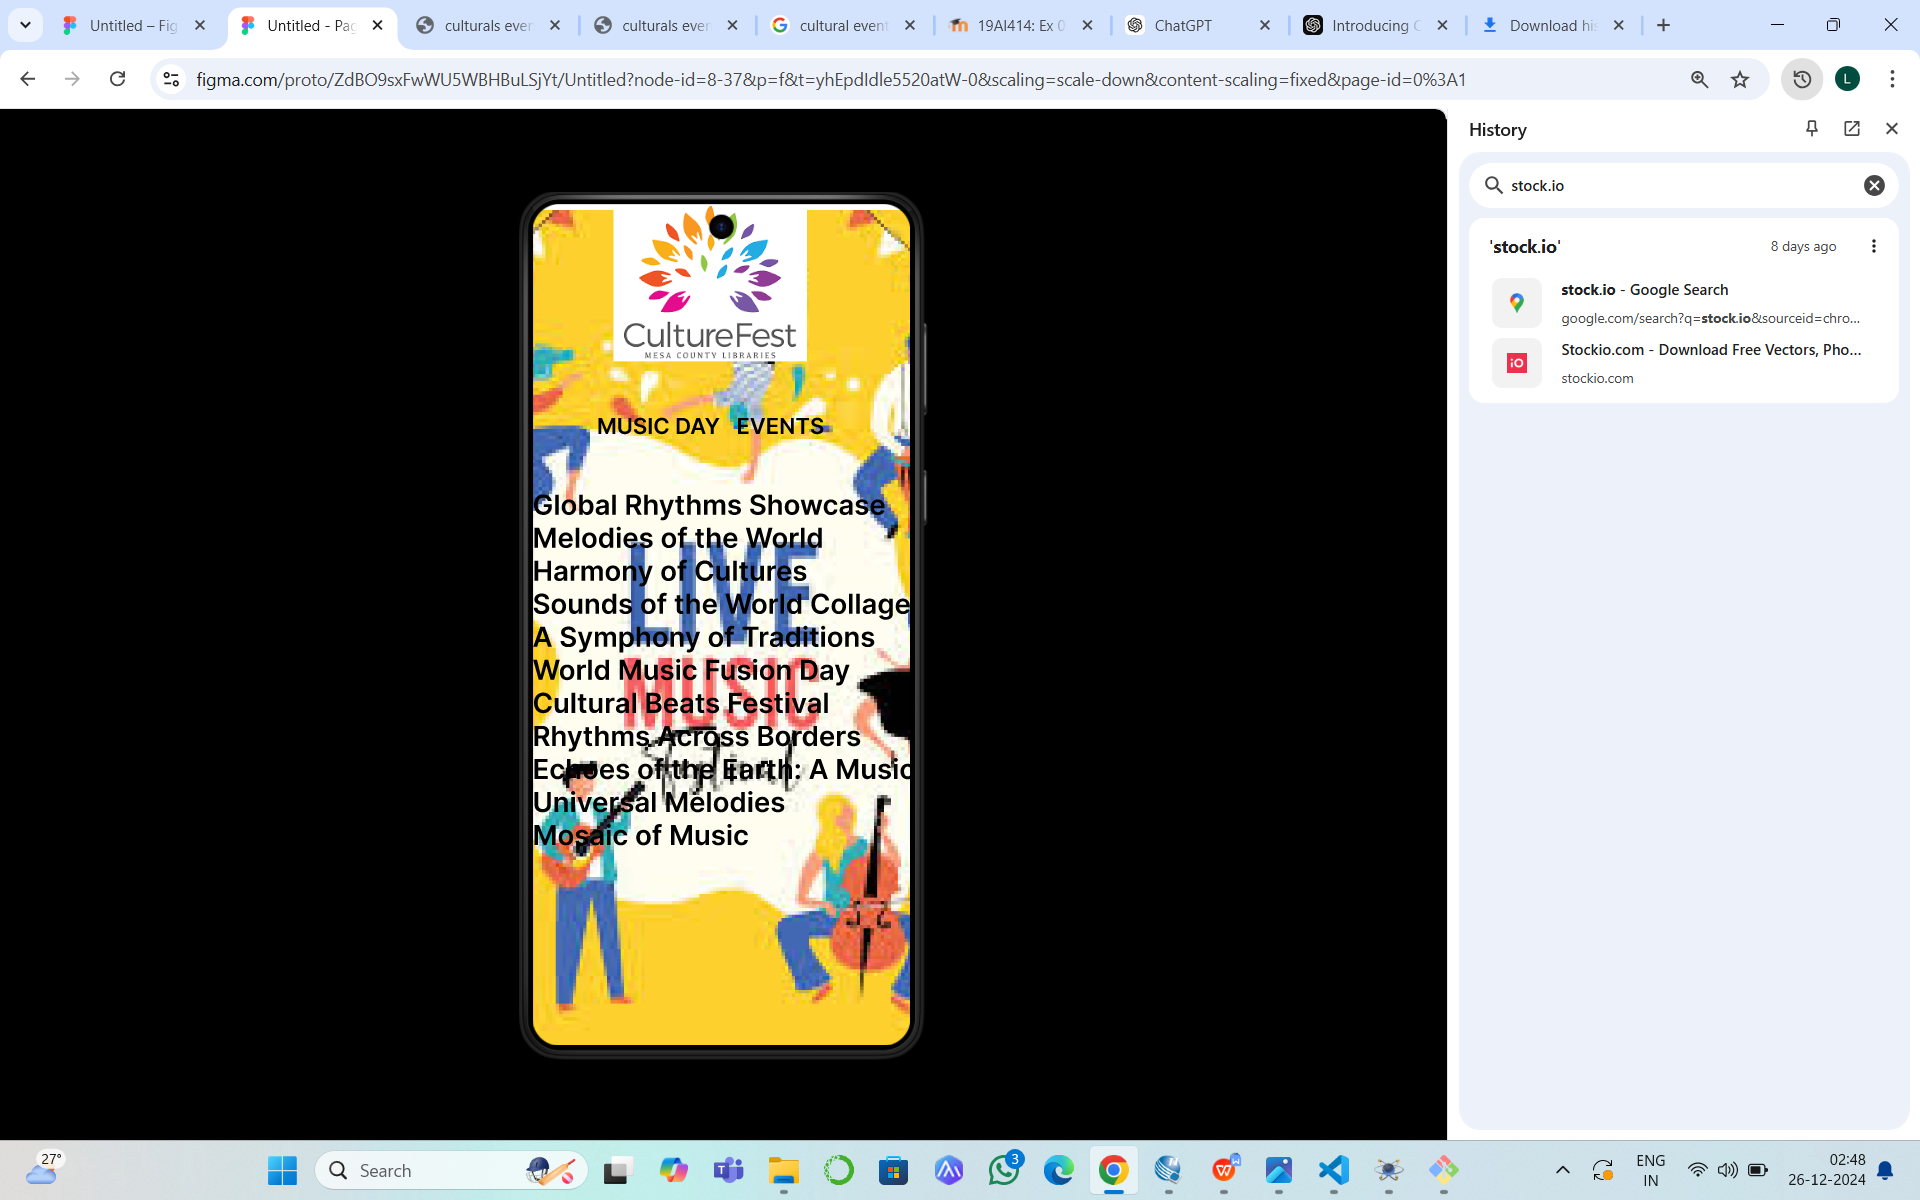 Untitled – Fig
Untitled - Pag
culturals even
culturals even
cultural event
19AI414: Ex 0
ChatGPT
Introducing C
Download his
figma.com/proto/ZdBO9sxFwWU5WBHBuLSjYt/Untitled?node-id=8-37&p=f&t=yhEpdIdle5520atW-0&scaling=scale-down&content-scaling=fixed&page-id=0%3A1
L
CultureFest
MESA COUNTY LIBRARIES
MUSIC DAY EVENTS
Global Rhythms Showcase
Melodies of the World
Harmony of Cultures
Sounds of the World Collage
A Symphony of Traditions
World Music Fusion Day
Cultural Beats Festival
Rhythms Across Borders
Echoes of the Earth: A Music
Universal Melodies
Mosaic of Music
LIVE
MUSIC
Festival
History
stock.io
'stock.io'
8 days ago
stock.io - Google Search
google.com/search?q=stock.io&sourceid=chro...
iO
Stockio.com - Download Free Vectors, Pho...
stockio.com
27°
Search
3
ENG
IN
02:48
26-12-2024